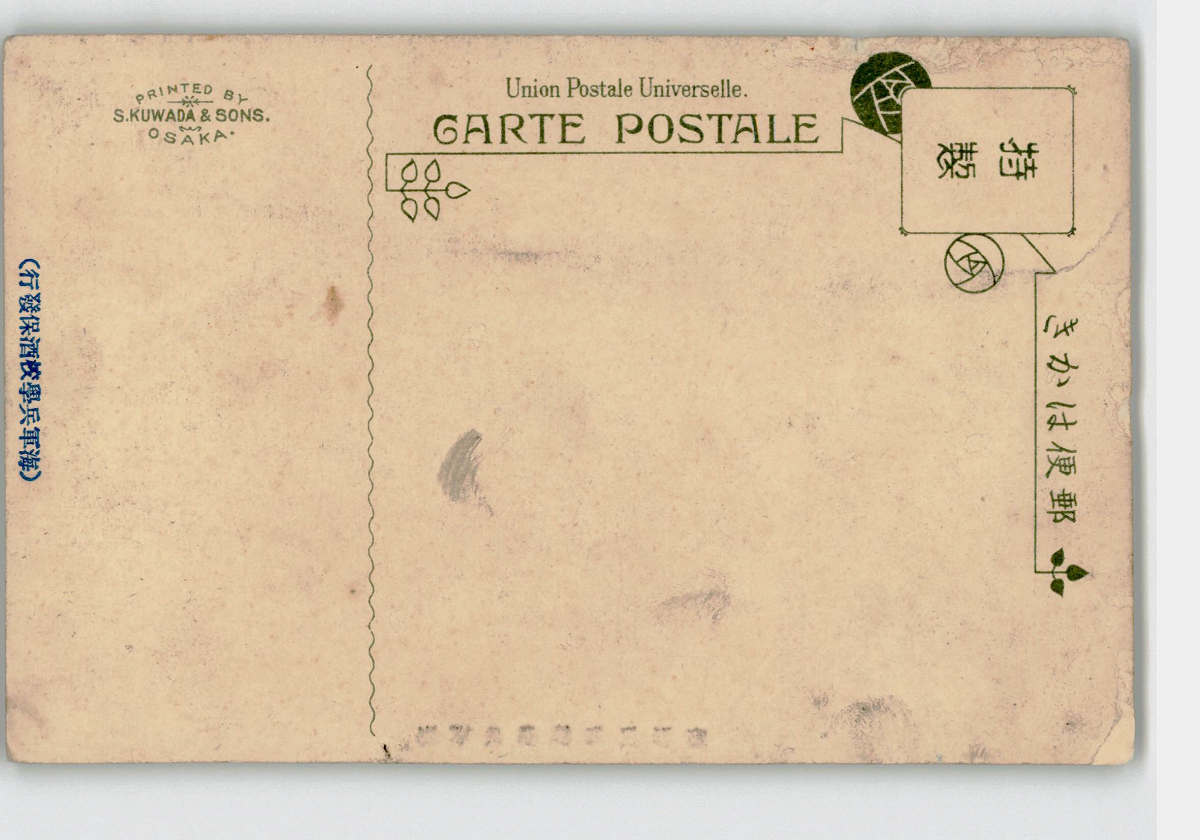 PRINTED BY
S.KUWADA & SONS.
OSAKA.
Union Postale Universelle.
CARTE POSTALE
特製
きかは便郵
(行發保酒校學兵軍海)